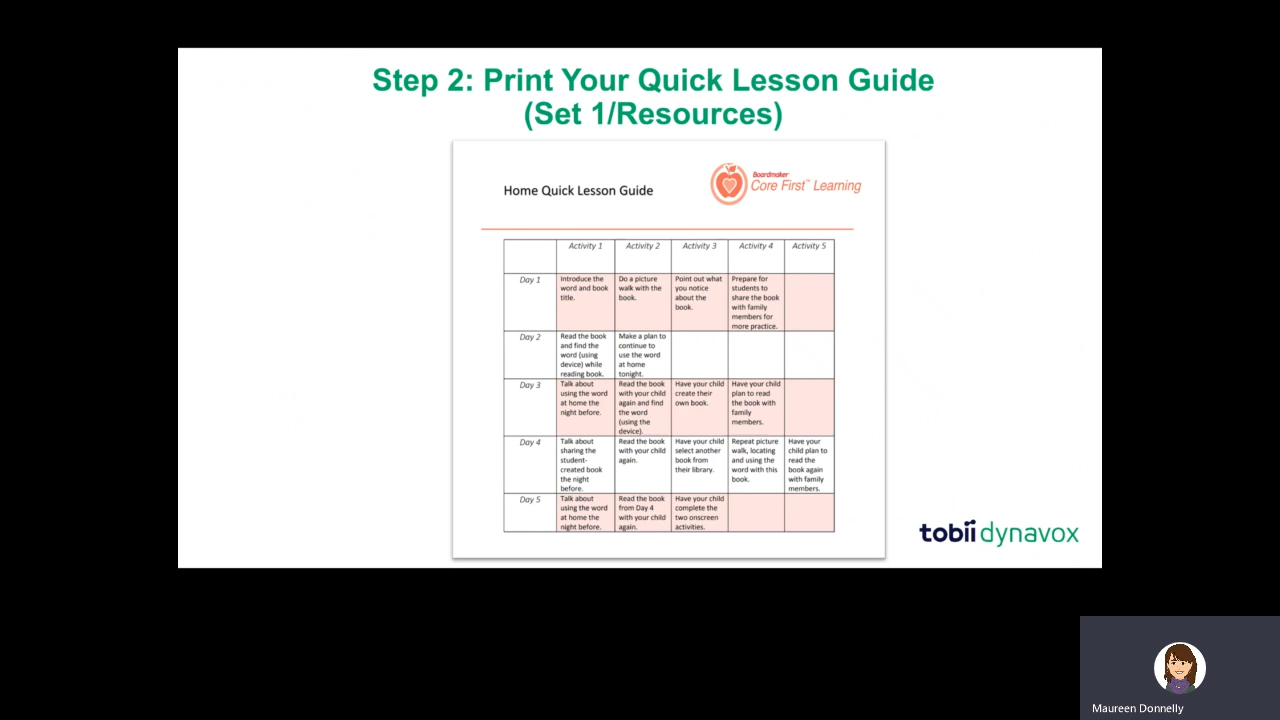 Step 2: Print Your Quick Lesson Guide
(Set 1/Resources)
Home Quick Lesson Guide
Boardmaker
Core First™ Learning
Activity 1
Activity 2
Activity 3
Activity 4
Activity 5
Day 1
Introduce the
word and book
title.
Do a picture
walk with the
book.
Point out what
you notice
about the
book.
Prepare for
students to
share the book
with family
members for
more practice.
Day 2
Read the book
and find the
word (using
device) while
reading book.
Make a plan to
continue to
use the word
at home
tonight.
Day 3
Talk about
using the word
at home the
night before.
Read the book
with your child
again and find
the word
(using the
device).
Have your child
create their
own book.
Have your child
plan to read
the book with
family
members.
Day 4
Talk about
sharing the
student-
created book
the night
before.
Read the book
with your child
again.
Have your child
select another
book from
their library.
Repeat picture
walk, locating
and using the
word with this
book.
Have your
child plan to
read the
book again
with family
members.
Day 5
Talk about
using the word
at home the
night before.
Read the book
from Day 4
with your child
again.
Have your child
complete the
two onscreen
activities.
tobii dynavox
Maureen Donnelly